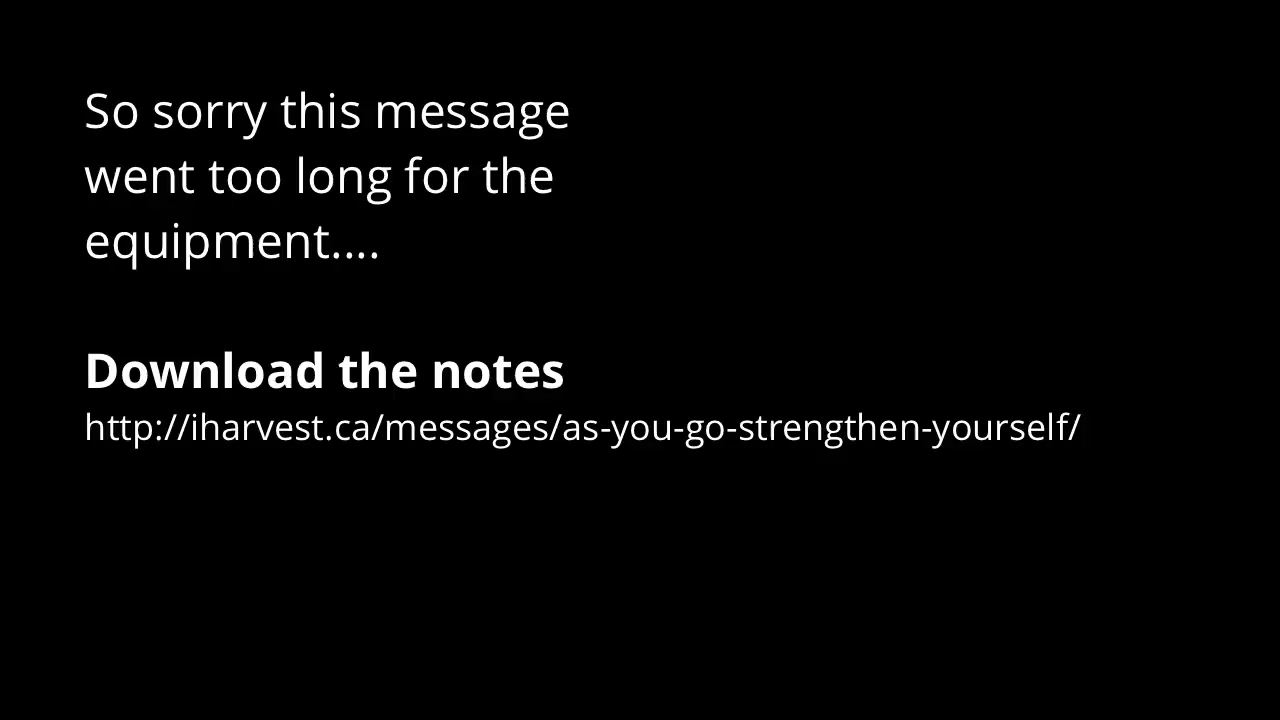 So sorry this message
went too long for the
equipment....
Download the notes
http://iharvest.ca/messages/as-you-go-strengthen-yourself/